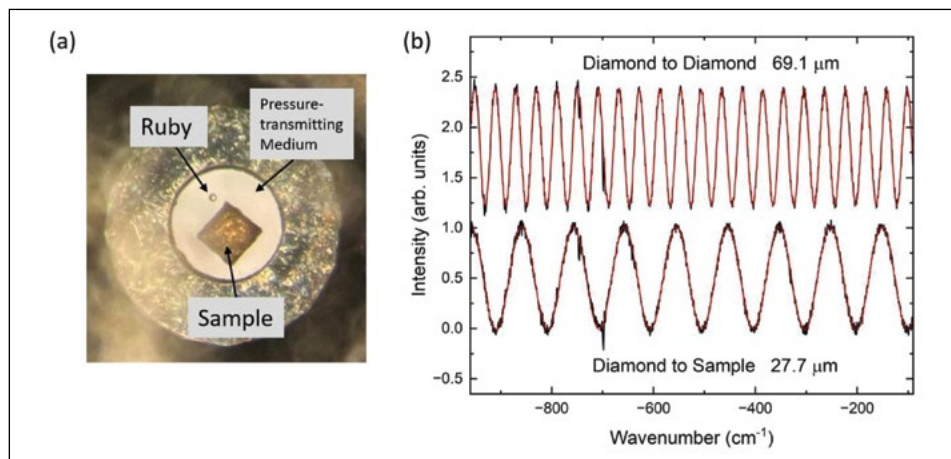 (a)
Ruby
Pressure-
transmitting
Medium
Sample
(b)
Diamond to Diamond 69.1 μm
Diamond to Sample 27.7 μm
Intensity (arb. units)
2.5
2.0
1.5
1.0
0.5
0.0
−0.5
−800 −600 −400 −200
Wavenumber (cm⁻¹)